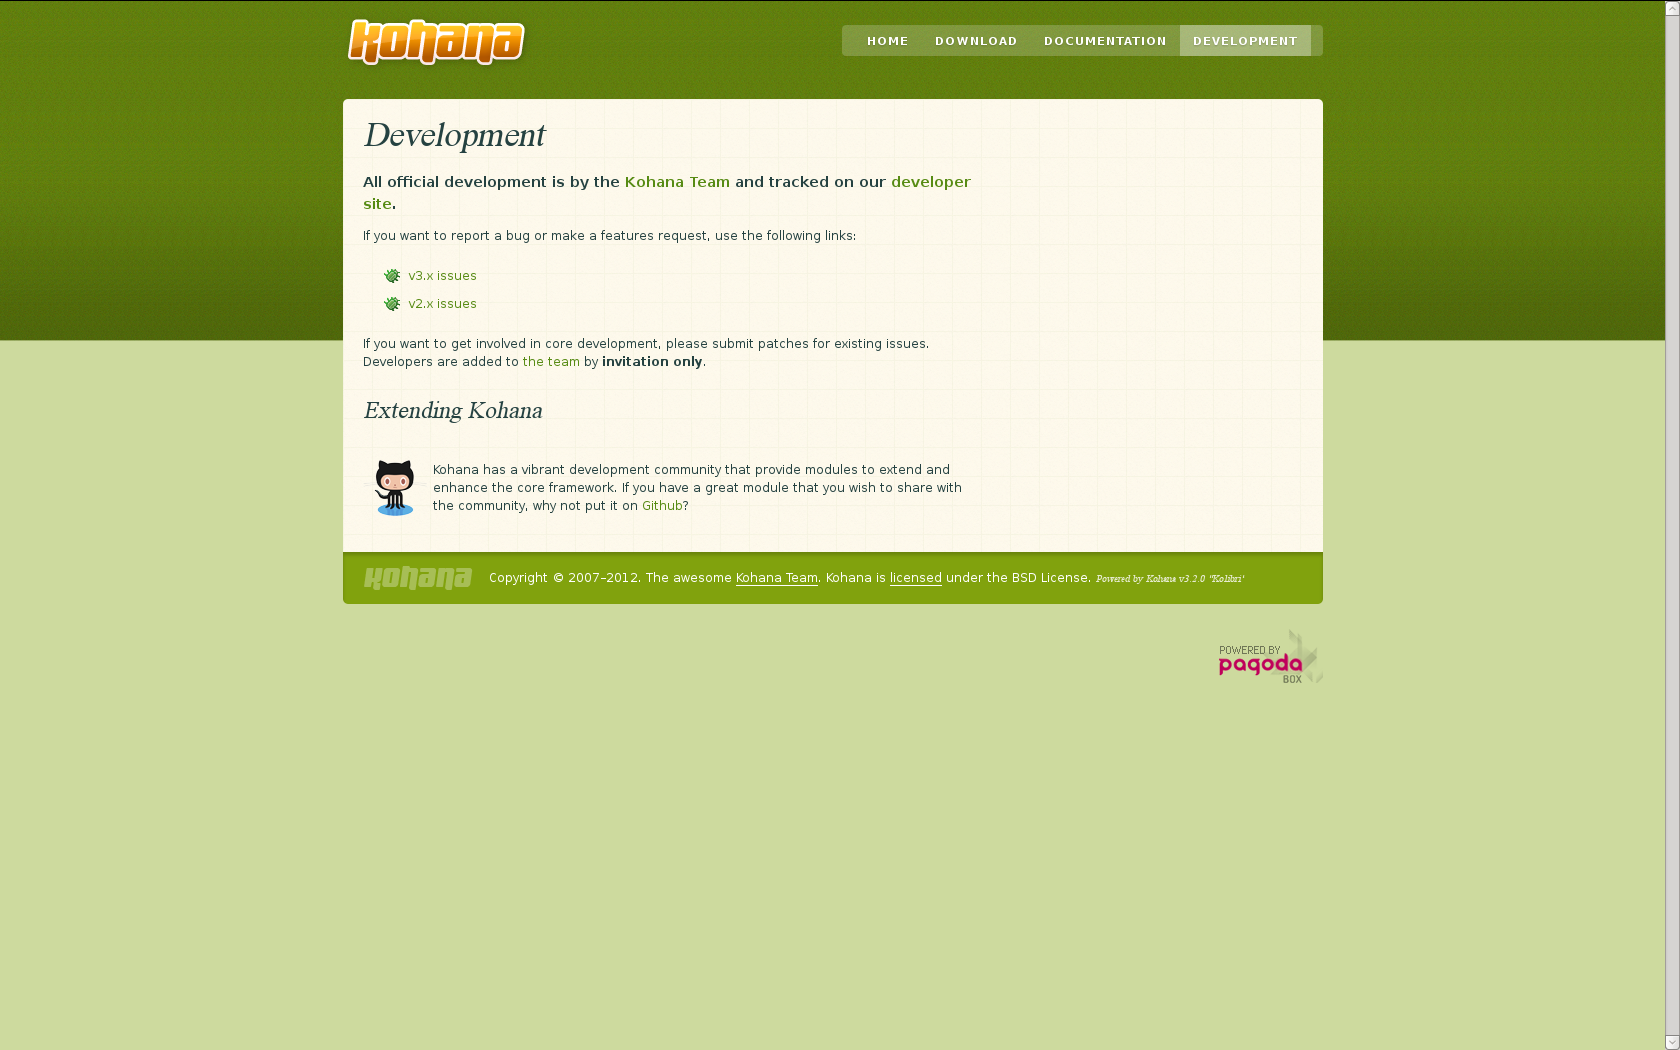 kohana
HOME DOWNLOAD DOCUMENTATION DEVELOPMENT
Development
All official development is by the Kohana Team and tracked on our developer
site.
If you want to report a bug or make a features request, use the following links:
v3.x issues
v2.x issues
If you want to get involved in core development, please submit patches for existing issues.
Developers are added to the team by invitation only.
Extending Kohana
Kohana has a vibrant development community that provide modules to extend and
enhance the core framework. If you have a great module that you wish to share with
the community, why not put it on Github?
kohana Copyright © 2007–2012. The awesome Kohana Team. Kohana is licensed under the BSD License. Powered by Kohana v3.2.0 'Kolibri'
POWERED BY
pagoda
BOX